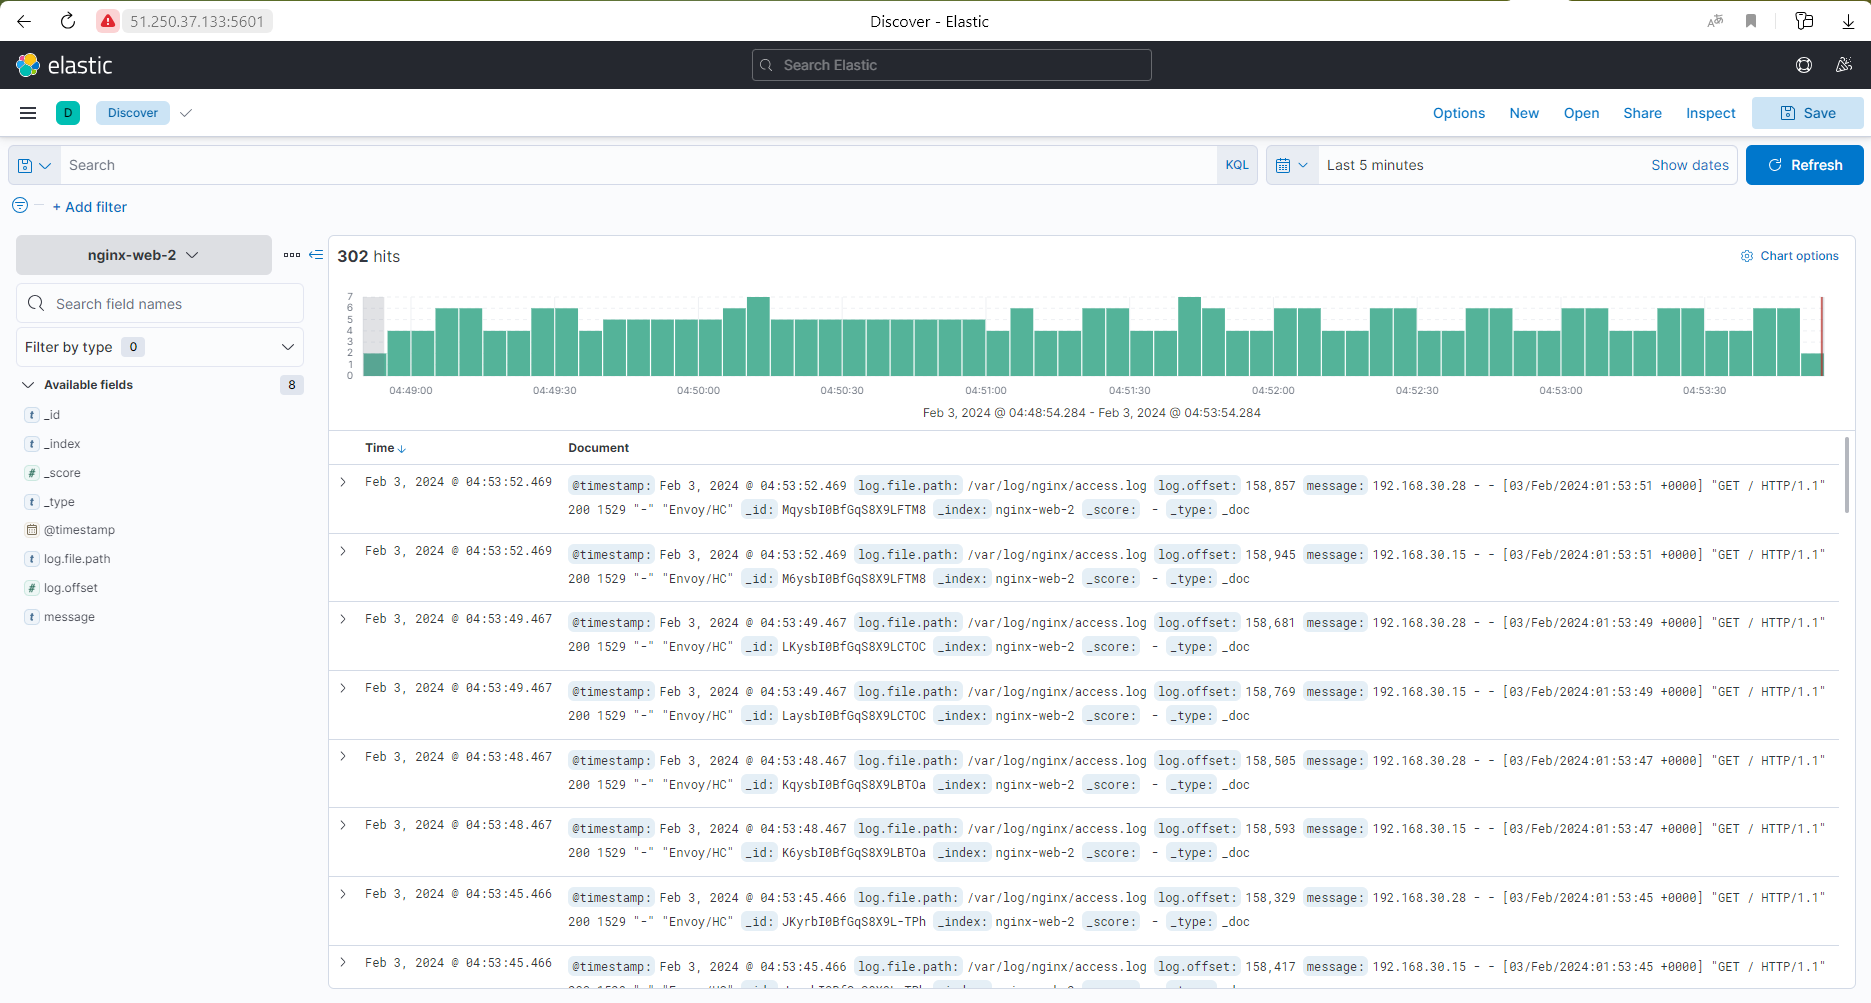 51.250.37.133:5601
Discover - Elastic
elastic
Search Elastic
D
Discover
Options
New
Open
Share
Inspect
Save
Search
KQL
Last 5 minutes
Show dates
Refresh
+ Add filter
nginx-web-2
Search field names
Filter by type 0
Available fields 8
t _id
t _index
# _score
t _type
@timestamp
t log.file.path
# log.offset
t message
302 hits
Chart options
7
6
5
4
3
2
1
0
04:49:00 04:49:30 04:50:00 04:50:30 04:51:00 04:51:30 04:52:00 04:52:30 04:53:00 04:53:30
Feb 3, 2024 @ 04:48:54.284 - Feb 3, 2024 @ 04:53:54.284
Time Document
Feb 3, 2024 @ 04:53:52.469 @timestamp: Feb 3, 2024 @ 04:53:52.469 log.file.path: /var/log/nginx/access.log log.offset: 158,857 message: 192.168.30.28 - - [03/Feb/2024:01:53:51 +0000] "GET / HTTP/1.1"
200 1529 "-" "Envoy/HC" _id: MqysbI0BfGqS8X9LFTM8 _index: nginx-web-2 _score: - _type: _doc
Feb 3, 2024 @ 04:53:52.469 @timestamp: Feb 3, 2024 @ 04:53:52.469 log.file.path: /var/log/nginx/access.log log.offset: 158,945 message: 192.168.30.15 - - [03/Feb/2024:01:53:51 +0000] "GET / HTTP/1.1"
200 1529 "-" "Envoy/HC" _id: M6ysbI0BfGqS8X9LFTM8 _index: nginx-web-2 _score: - _type: _doc
Feb 3, 2024 @ 04:53:49.467 @timestamp: Feb 3, 2024 @ 04:53:49.467 log.file.path: /var/log/nginx/access.log log.offset: 158,681 message: 192.168.30.28 - - [03/Feb/2024:01:53:49 +0000] "GET / HTTP/1.1"
200 1529 "-" "Envoy/HC" _id: LKysbI0BfGqS8X9LCTOC _index: nginx-web-2 _score: - _type: _doc
Feb 3, 2024 @ 04:53:49.467 @timestamp: Feb 3, 2024 @ 04:53:49.467 log.file.path: /var/log/nginx/access.log log.offset: 158,769 message: 192.168.30.15 - - [03/Feb/2024:01:53:49 +0000] "GET / HTTP/1.1"
200 1529 "-" "Envoy/HC" _id: LaysbI0BfGqS8X9LCTOC _index: nginx-web-2 _score: - _type: _doc
Feb 3, 2024 @ 04:53:48.467 @timestamp: Feb 3, 2024 @ 04:53:48.467 log.file.path: /var/log/nginx/access.log log.offset: 158,505 message: 192.168.30.28 - - [03/Feb/2024:01:53:47 +0000] "GET / HTTP/1.1"
200 1529 "-" "Envoy/HC" _id: KqysbI0BfGqS8X9LBTOa _index: nginx-web-2 _score: - _type: _doc
Feb 3, 2024 @ 04:53:48.467 @timestamp: Feb 3, 2024 @ 04:53:48.467 log.file.path: /var/log/nginx/access.log log.offset: 158,593 message: 192.168.30.15 - - [03/Feb/2024:01:53:47 +0000] "GET / HTTP/1.1"
200 1529 "-" "Envoy/HC" _id: K6ysbI0BfGqS8X9LBTOa _index: nginx-web-2 _score: - _type: _doc
Feb 3, 2024 @ 04:53:45.466 @timestamp: Feb 3, 2024 @ 04:53:45.466 log.file.path: /var/log/nginx/access.log log.offset: 158,329 message: 192.168.30.28 - - [03/Feb/2024:01:53:45 +0000] "GET / HTTP/1.1"
200 1529 "-" "Envoy/HC" _id: JKyrbI0BfGqS8X9L-TPh _index: nginx-web-2 _score: - _type: _doc
Feb 3, 2024 @ 04:53:45.466 @timestamp: Feb 3, 2024 @ 04:53:45.466 log.file.path: /var/log/nginx/access.log log.offset: 158,417 message: 192.168.30.15 - - [03/Feb/2024:01:53:45 +0000] "GET / HTTP/1.1"